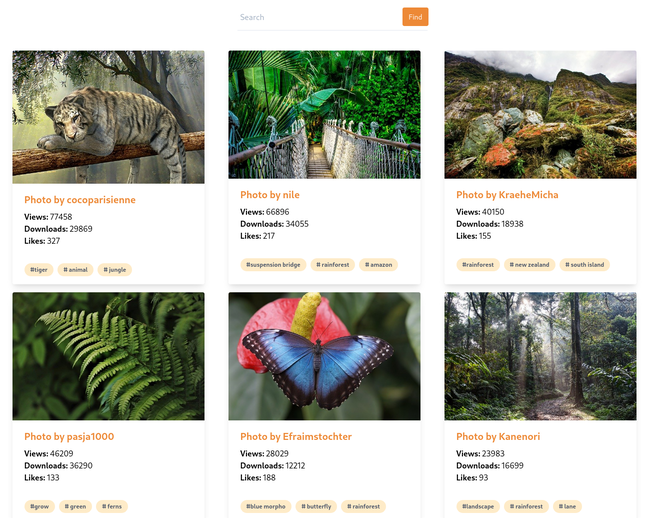 Search
Find
Photo by cocoparisienne
Views: 77458
Downloads: 29869
Likes: 327
#tiger # animal # jungle
Photo by nile
Views: 66896
Downloads: 34055
Likes: 217
#suspension bridge # rainforest # amazon
Photo by KraeheMicha
Views: 40150
Downloads: 18938
Likes: 155
#rainforest # new zealand # south island
Photo by pasja1000
Views: 46209
Downloads: 36290
Likes: 133
#grow # green # ferns
Photo by Efraimstochter
Views: 28029
Downloads: 12212
Likes: 188
#blue morpho # butterfly # rainforest
Photo by Kanenori
Views: 23983
Downloads: 16699
Likes: 93
#landscape # rainforest # lane